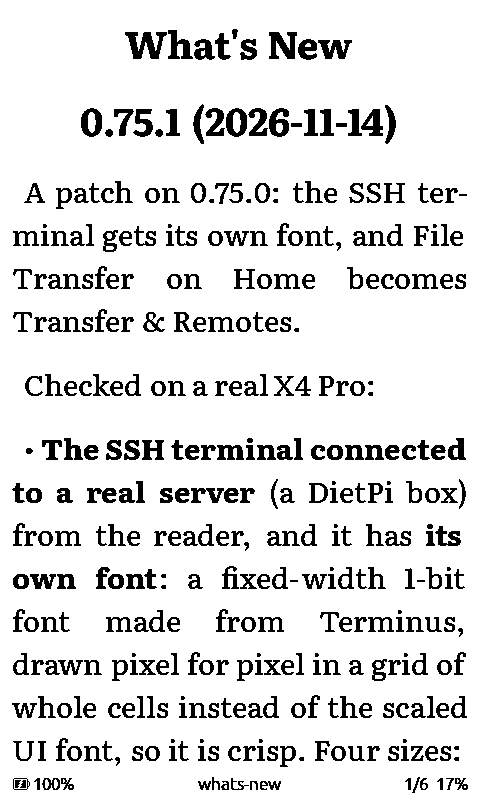 What's New
0.75.1 (2026-11-14)
A patch on 0.75.0: the SSH ter-
minal gets its own font, and File
Transfer on Home becomes
Transfer & Remotes.
Checked on a real X4 Pro:
• The SSH terminal connected
to a real server (a DietPi box)
from the reader, and it has its
own font: a fixed-width 1-bit
font made from Terminus,
drawn pixel for pixel in a grid of
whole cells instead of the scaled
UI font, so it is crisp. Four sizes:
100% whats-new 1/6 17%